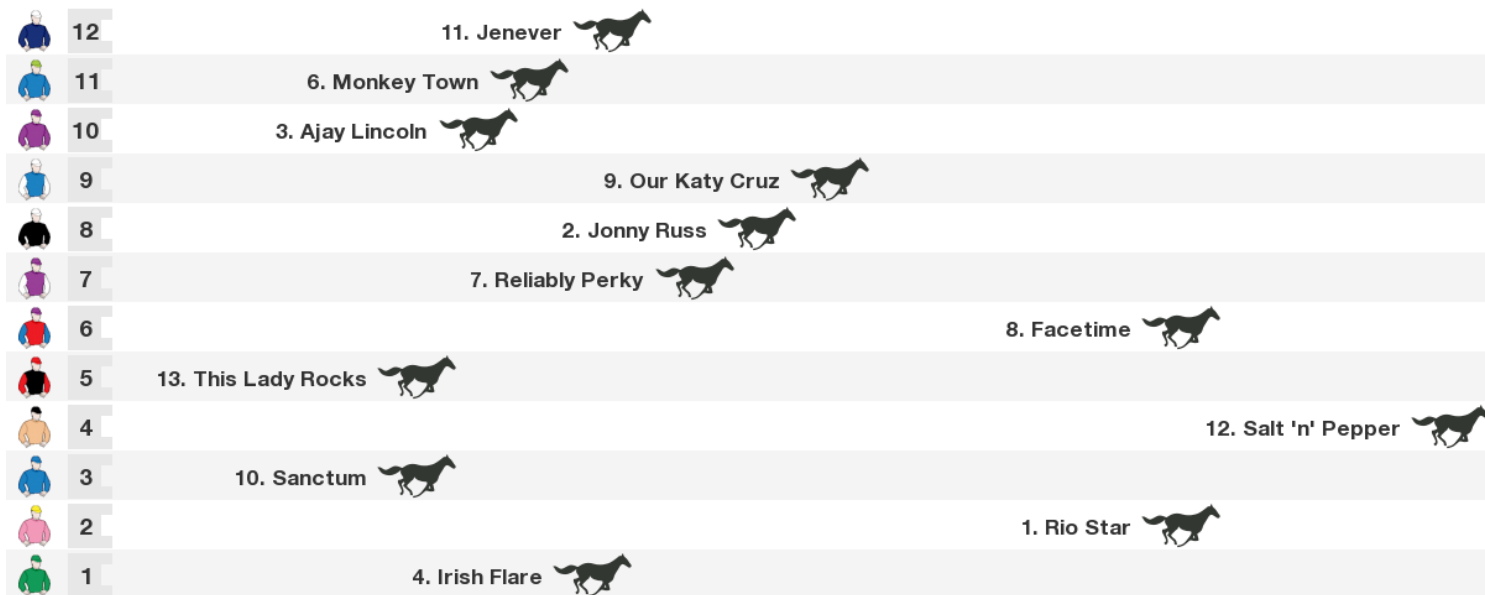 12 11. Jenever
11 6. Monkey Town
10 3. Ajay Lincoln
9 9. Our Katy Cruz
8 2. Jonny Russ
7 7. Reliably Perky
6 8. Facetime
5 13. This Lady Rocks
4 12. Salt 'n' Pepper
3 10. Sanctum
2 1. Rio Star
1 4. Irish Flare